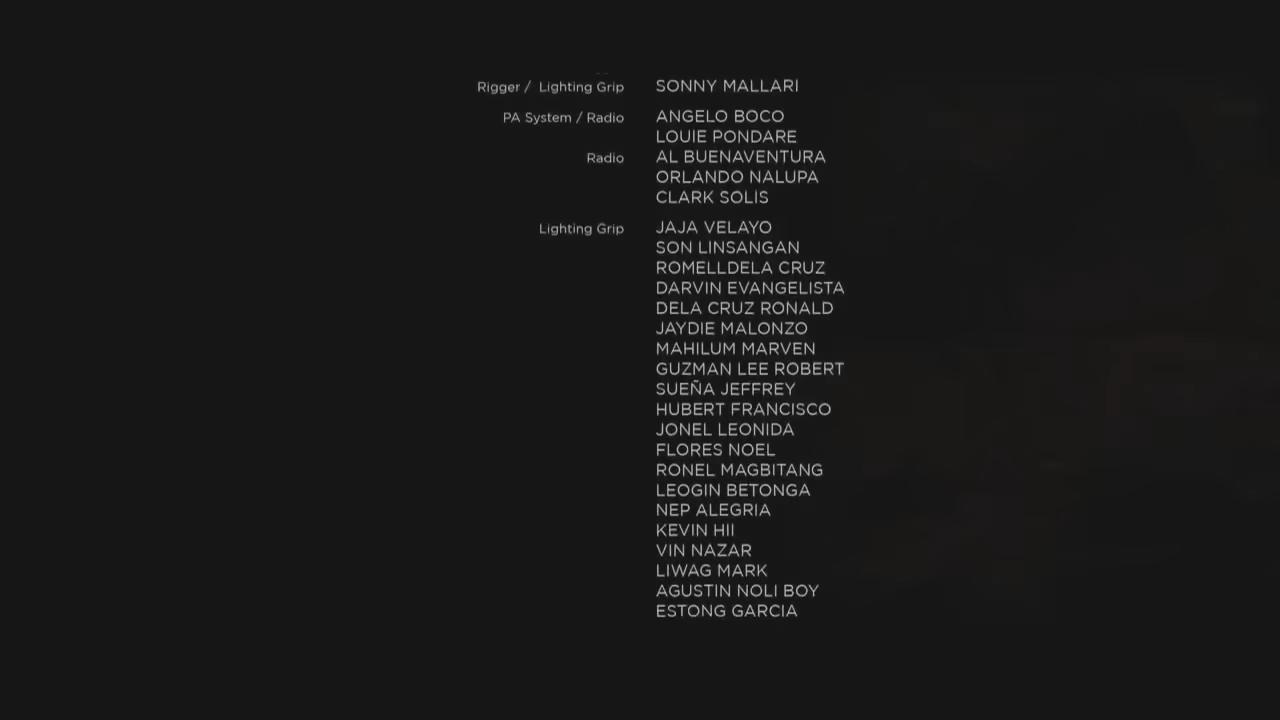 Rigger / Lighting Grip SONNY MALLARI
PA System / Radio ANGELO BOCO
LOUIE PONDARE
Radio AL BUENAVENTURA
ORLANDO NALUPA
CLARK SOLIS
Lighting Grip JAJA VELAYO
SON LINSANGAN
ROMELLDELA CRUZ
DARVIN EVANGELISTA
DELA CRUZ RONALD
JAYDIE MALONZO
MAHILUM MARVEN
GUZMAN LEE ROBERT
SUEÑA JEFFREY
HUBERT FRANCISCO
JONEL LEONIDA
FLORES NOEL
RONEL MAGBITANG
LEOGIN BETONGA
NEP ALEGRIA
KEVIN HII
VIN NAZAR
LIWAG MARK
AGUSTIN NOLI BOY
ESTONG GARCIA